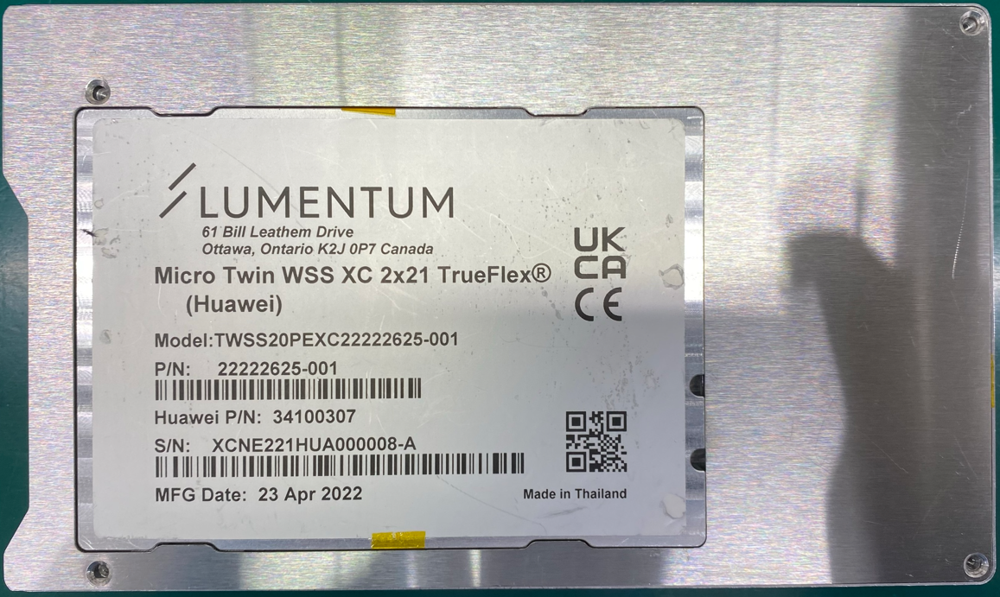 LUMENTUM
61 Bill Leathem Drive
Ottawa, Ontario K2J 0P7 Canada
UK
CA
Micro Twin WSS XC 2x21 TrueFlex®
(Huawei)
CE
Model:TWSS20PEXC22222625-001
P/N: 22222625-001
Huawei P/N: 34100307
S/N: XCNE221HUA000008-A
MFG Date: 23 Apr 2022
Made in Thailand